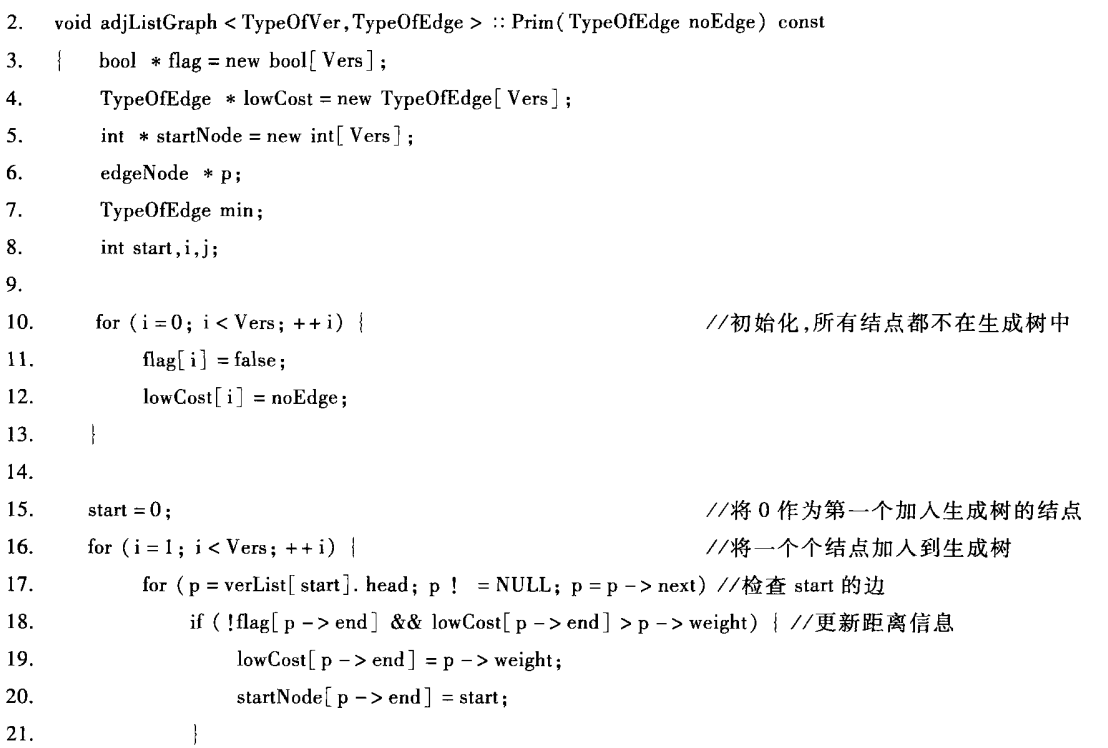 2. void adjListGraph < TypeOfVer,TypeOfEdge > :: Prim( TypeOfEdge noEdge) const
3. { bool * flag = new bool[ Vers] ;
4. TypeOfEdge * lowCost = new TypeOfEdge[ Vers] ;
5. int * startNode = new int[ Vers] ;
6. edgeNode * p;
7. TypeOfEdge min;
8. int start,i,j;
9.
10. for (i = 0; i < Vers; ++i) { //初始化,所有结点都不在生成树中
11. flag[ i] = false;
12. lowCost[ i] = noEdge;
13. }
14.
15. start = 0; //将 0 作为第一个加入生成树的结点
16. for (i = 1; i < Vers; ++i) { //将一个个结点加入到生成树
17. for ( p = verList[ start]. head; p ! = NULL; p = p -> next) //检查 start 的边
18. if ( !flag[ p -> end] && lowCost[ p -> end] > p -> weight) { //更新距离信息
19. lowCost[ p -> end] = p -> weight;
20. startNode[ p -> end] = start;
21. }